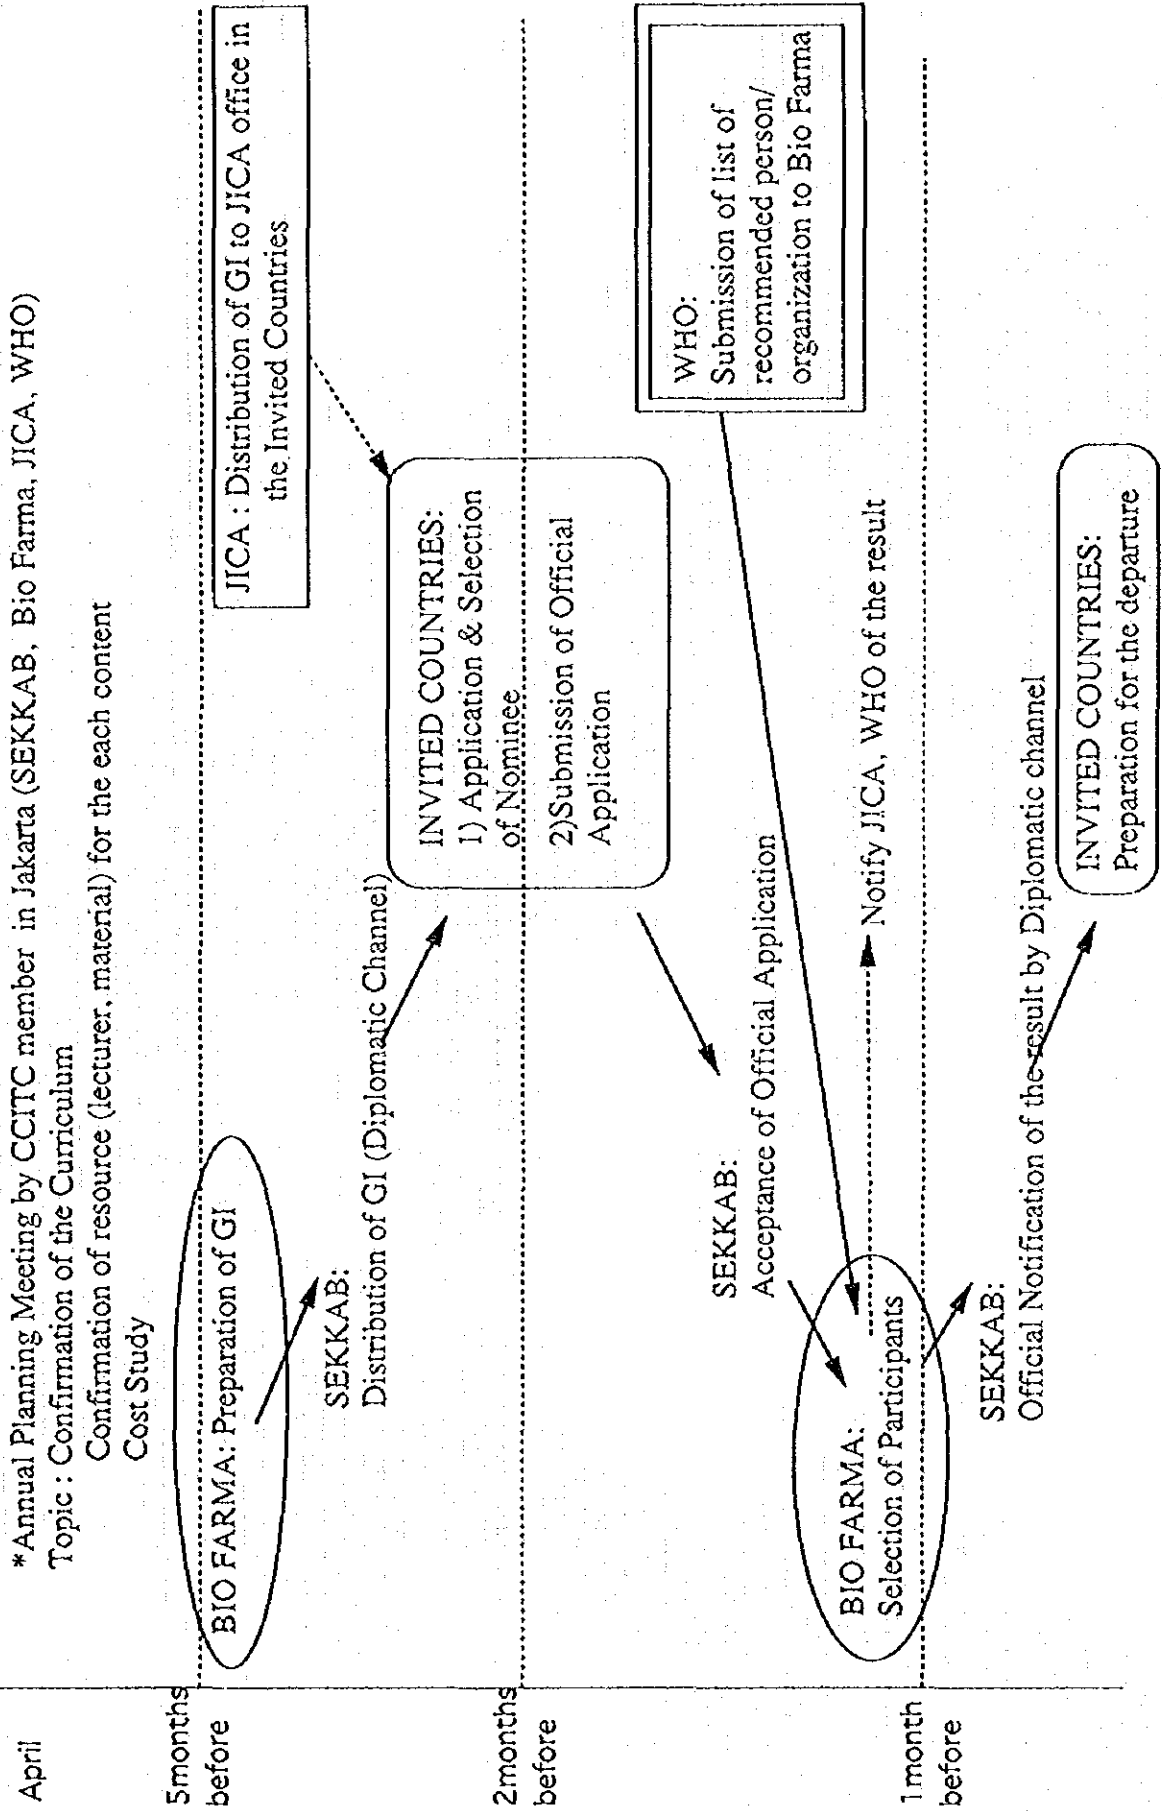 April
*Annual Planning Meeting by CCITC member in Jakarta (SEKKAB, Bio Farma, JICA, WHO)
Topic : Confirmation of the Curriculum
Confirmation of resource (lecturer, material) for the each content
Cost Study
5months
before
BIO FARMA: Preparation of GI
JICA : Distribution of GI to JICA office in
the Invited Countries
SEKKAB:
Distribution of GI (Diplomatic Channel)
INVITED COUNTRIES:
1) Application & Selection
of Nominee
2months
before
2)Submission of Official
Application
WHO:
Submission of list of
recommended person/
organization to Bio Farma
SEKKAB:
Acceptance of Official Application
BIO FARMA:
Selection of Participants
Notify JICA, WHO of the result
1month
before
SEKKAB:
Official Notification of the result by Diplomatic channel
INVITED COUNTRIES:
Preparation for the departure